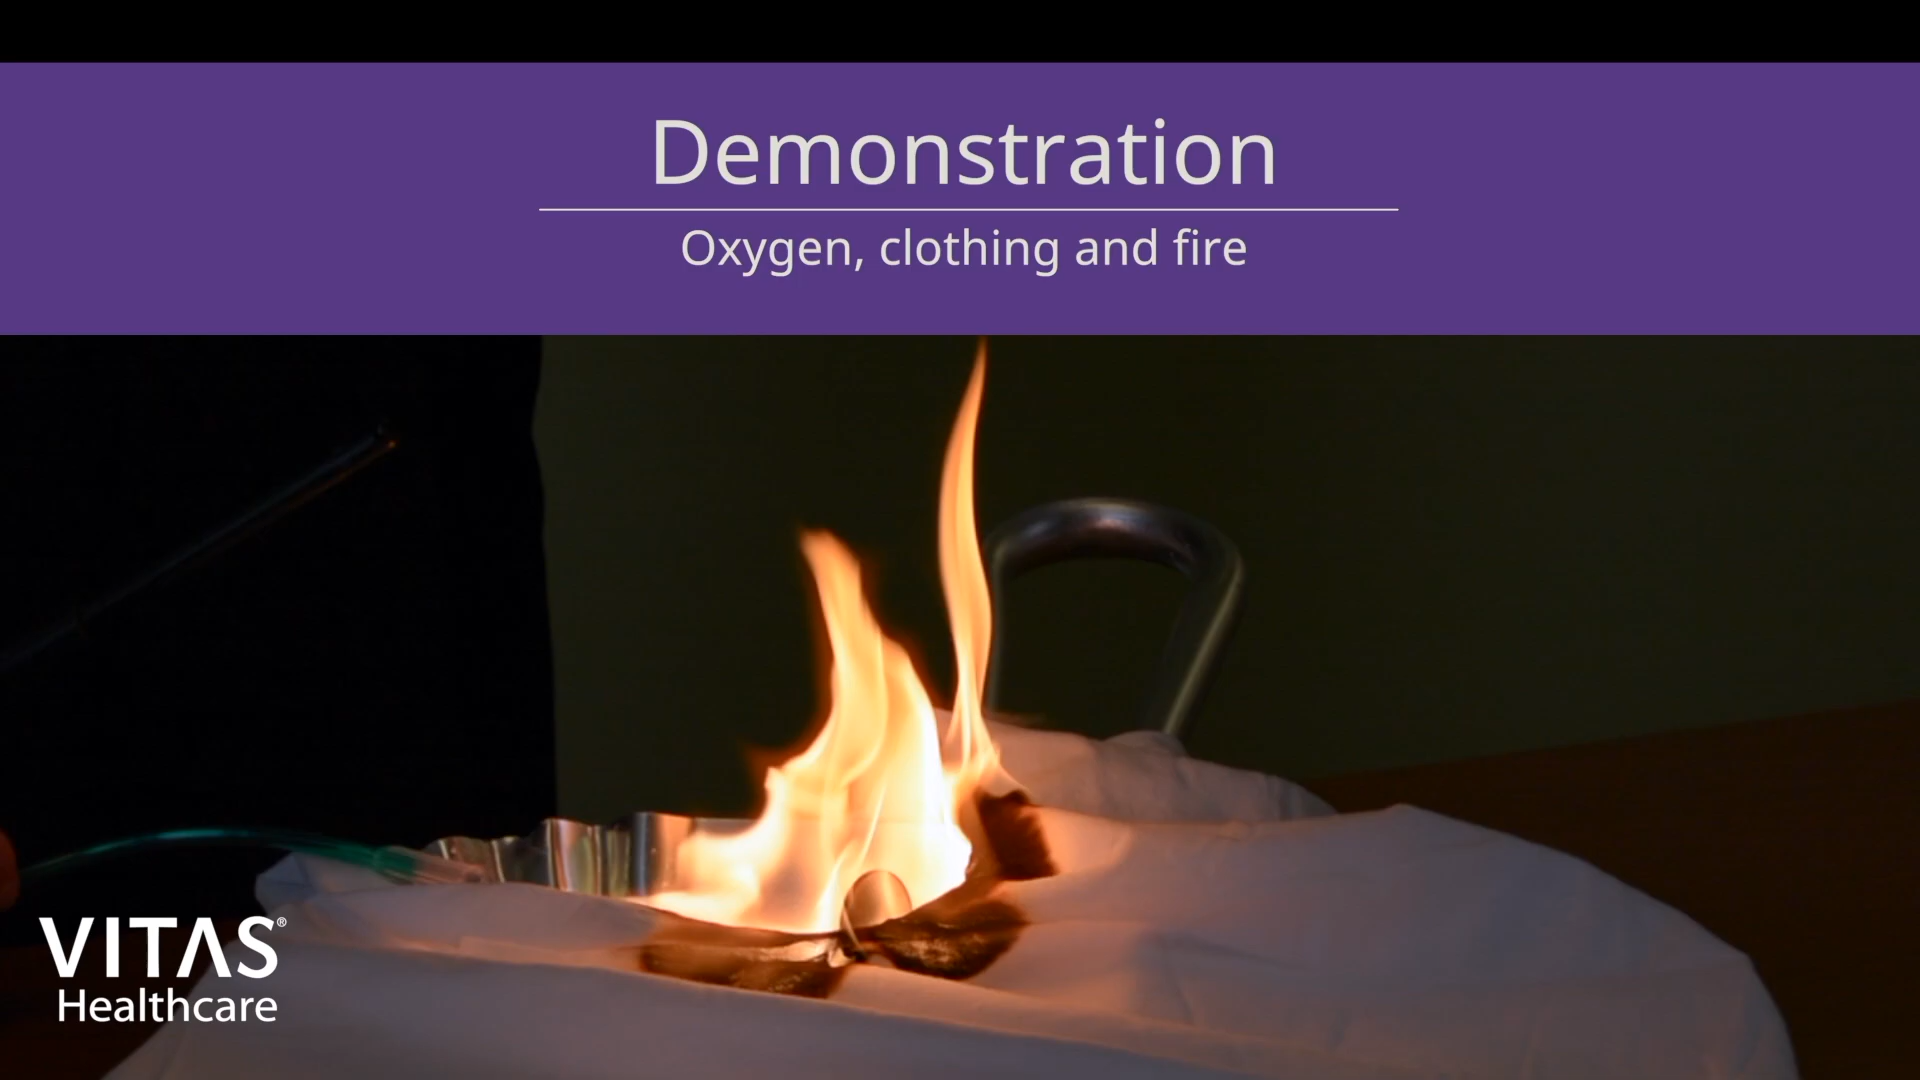 Demonstration
Oxygen, clothing and fire
VITAS®
Healthcare